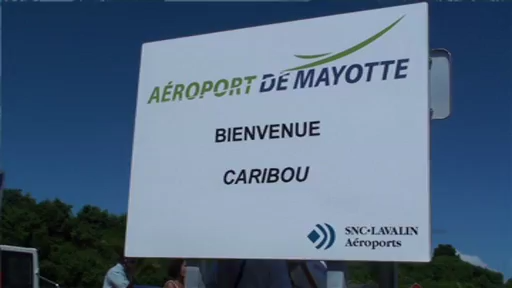 AÉROPORT DE MAYOTTE
BIENVENUE
CARIBOU
SNC•LAVALIN
Aéroports